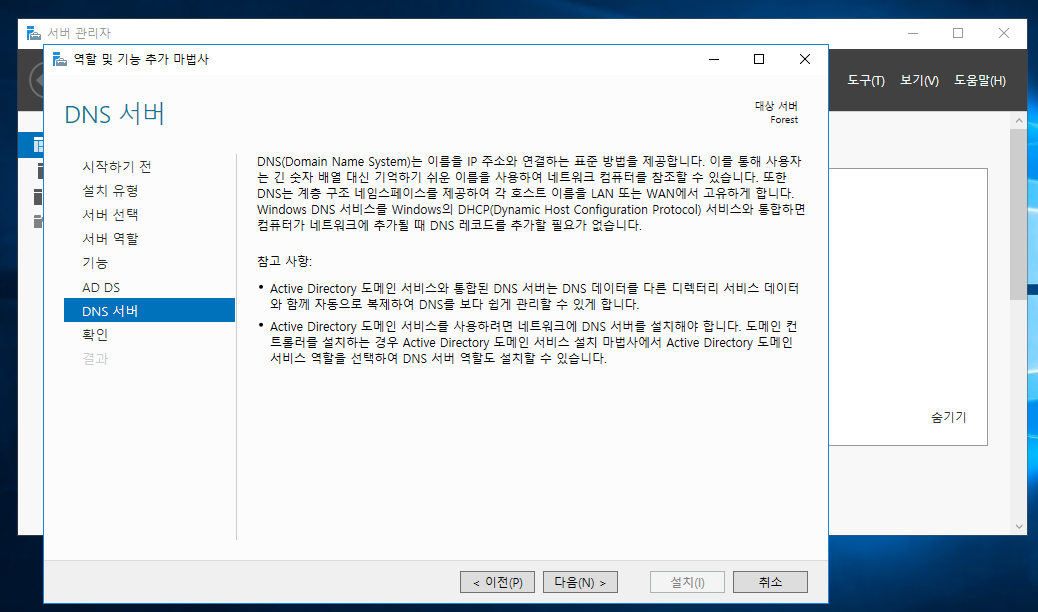 서버 관리자
역할 및 기능 추가 마법사
도구(T) 보기(V) 도움말(H)
DNS 서버
대상 서버
Forest
시작하기 전
설치 유형
서버 선택
서버 역할
기능
AD DS
DNS 서버
확인
결과
DNS(Domain Name System)는 이름을 IP 주소와 연결하는 표준 방법을 제공합니다. 이를 통해 사용자
는 긴 숫자 배열 대신 기억하기 쉬운 이름을 사용하여 네트워크 컴퓨터를 참조할 수 있습니다. 또한
DNS는 계층 구조 네임스페이스를 제공하여 각 호스트 이름을 LAN 또는 WAN에서 고유하게 합니다.
Windows DNS 서비스를 Windows의 DHCP(Dynamic Host Configuration Protocol) 서비스와 통합하면
컴퓨터가 네트워크에 추가될 때 DNS 레코드를 추가할 필요가 없습니다.
참고 사항:
• Active Directory 도메인 서비스와 통합된 DNS 서버는 DNS 데이터를 다른 디렉터리 서비스 데이터
와 함께 자동으로 복제하여 DNS를 보다 쉽게 관리할 수 있게 합니다.
• Active Directory 도메인 서비스를 사용하려면 네트워크에 DNS 서버를 설치해야 합니다. 도메인 컨
트롤러를 설치하는 경우 Active Directory 도메인 서비스 설치 마법사에서 Active Directory 도메인
서비스 역할을 선택하여 DNS 서버 역할도 설치할 수 있습니다.
숨기기
< 이전(P) 다음(N) > 설치(I) 취소